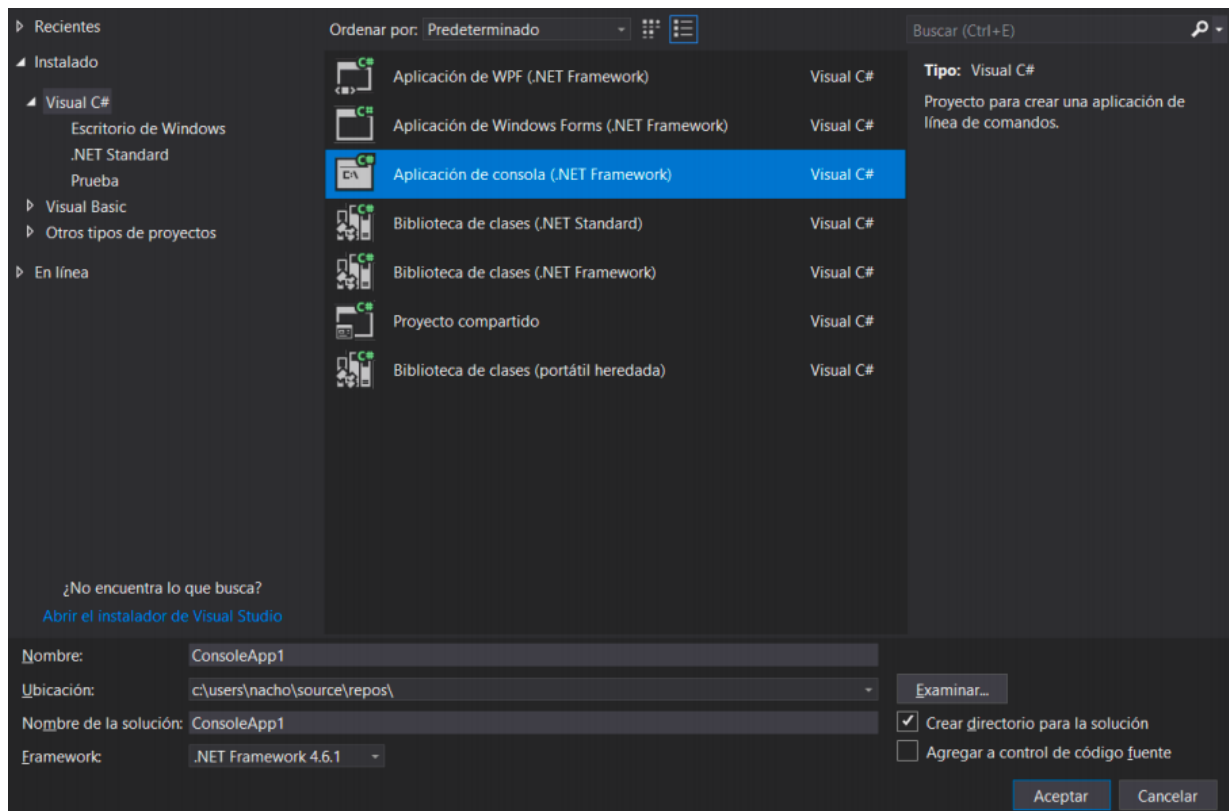 Recientes
Instalado
Visual C#
Escritorio de Windows
.NET Standard
Prueba
Visual Basic
Otros tipos de proyectos
En línea
¿No encuentra lo que busca?
Abrir el instalador de Visual Studio
Ordenar por: Predeterminado
Aplicación de WPF (.NET Framework) Visual C#
Aplicación de Windows Forms (.NET Framework) Visual C#
Aplicación de consola (.NET Framework) Visual C#
Biblioteca de clases (.NET Standard) Visual C#
Biblioteca de clases (.NET Framework) Visual C#
Proyecto compartido Visual C#
Biblioteca de clases (portátil heredada) Visual C#
Buscar (Ctrl+E)
Tipo: Visual C#
Proyecto para crear una aplicación de
línea de comandos.
Nombre: ConsoleApp1
Ubicación: c:\users\nacho\source\repos\
Examinar...
Nombre de la solución: ConsoleApp1
Crear directorio para la solución
Framework: .NET Framework 4.6.1
Agregar a control de código fuente
Aceptar Cancelar